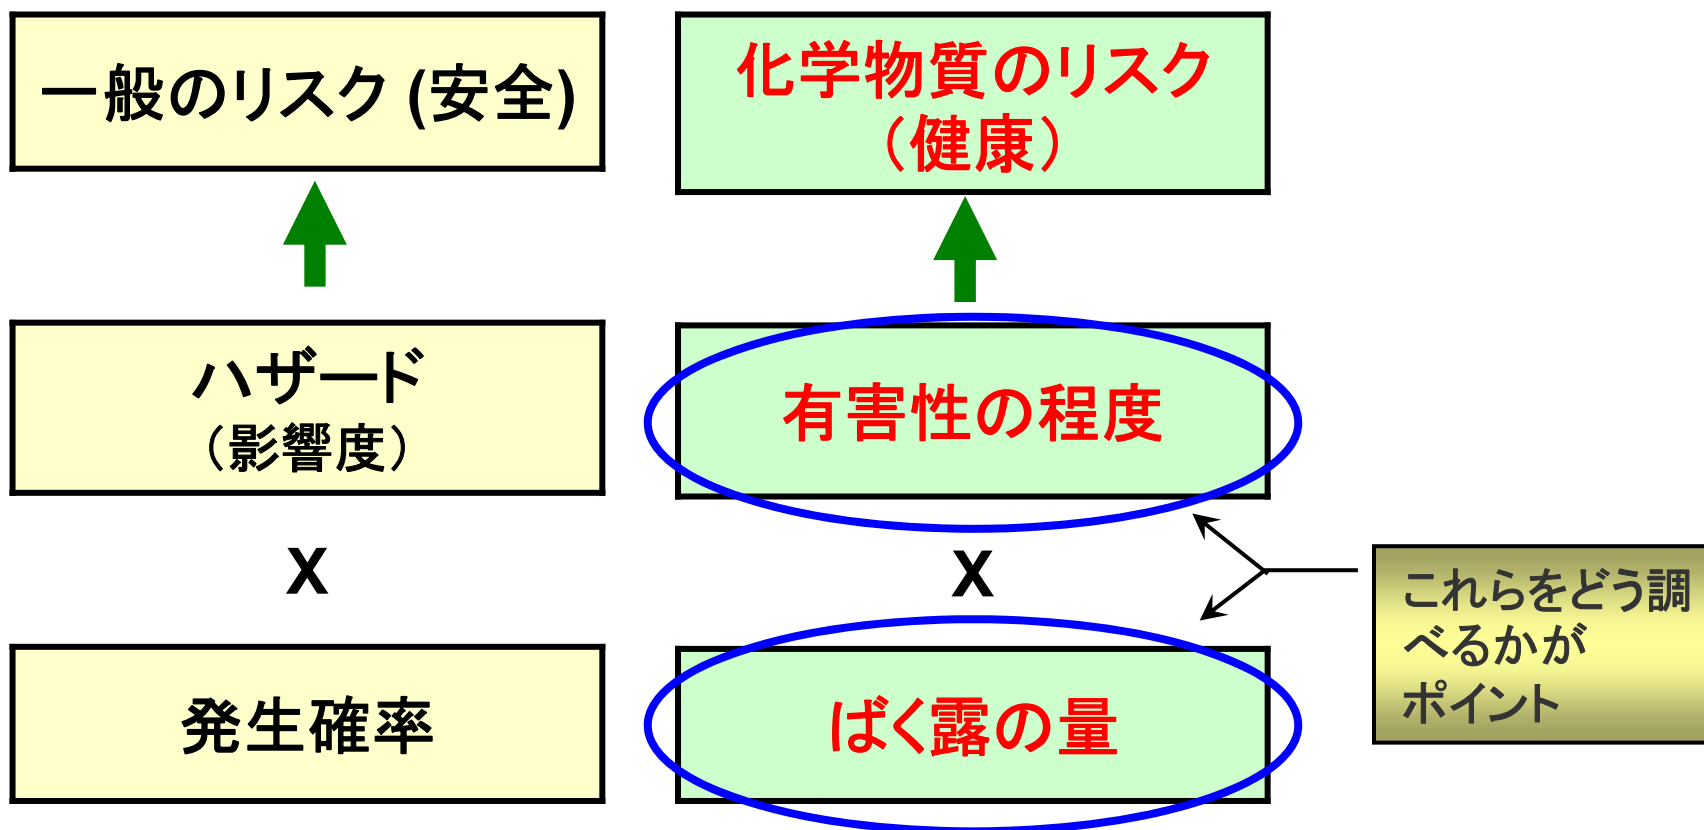 一般のリスク (安全)
化学物質のリスク
（健康）
ハザード
（影響度）
有害性の程度
X
X
これらをどう調
べるかが
ポイント
発生確率
ばく露の量